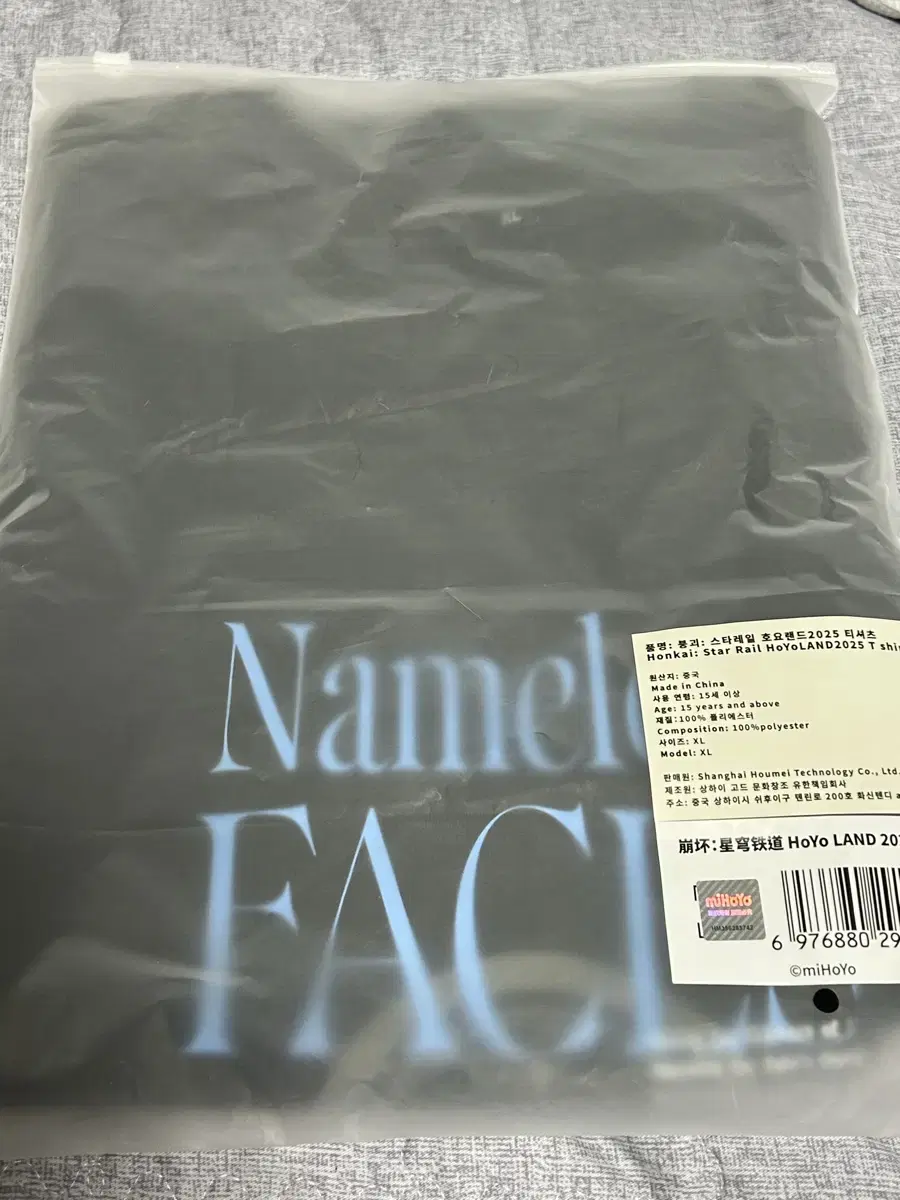 Namele
FACI
품명: 붕괴: 스타레일 호요랜드2025 티셔츠
Honkai: Star Rail HoYoLAND2025 T shi
원산지: 중국
Made in China
사용 연령: 15세 이상
Age: 15 years and above
재질:100% 폴리에스터
Composition: 100%polyester
사이즈: XL
Model: XL
판매원: Shanghai Houmei Technology Co., Ltd.
제조원: 상하이 고드 문화창조 유한책임회사
주소: 중국 상하이시 쉬후이구 톈린로 200호 화신톈디
崩坏:星穹铁道 HoYo LAND 20
miHoYo
6 976880 29
©miHoYo